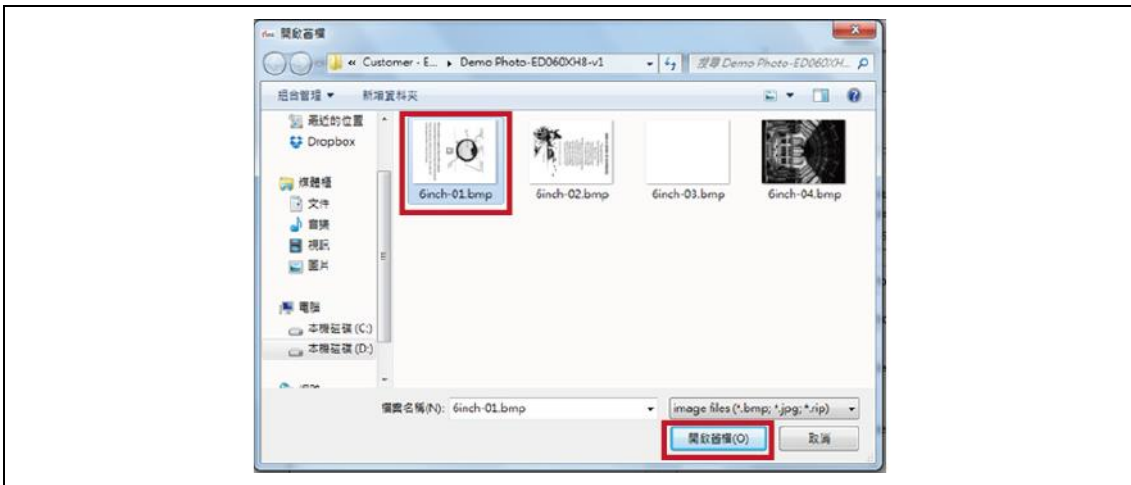 開啟舊檔
« Customer - E... ▸ Demo Photo-ED060XH8-v1
搜尋 Demo Photo-ED060XH...
組合管理 ▼ 新增資料夾
最近的位置
Dropbox
媒體櫃
文件
音樂
視訊
圖片
電腦
本機磁碟 (C:)
本機磁碟 (D:)
6inch-01.bmp
6inch-02.bmp
6inch-03.bmp
6inch-04.bmp
檔案名稱(N): 6inch-01.bmp
image files (*.bmp; *.jpg; *.rip)
開啟舊檔(O)
取消